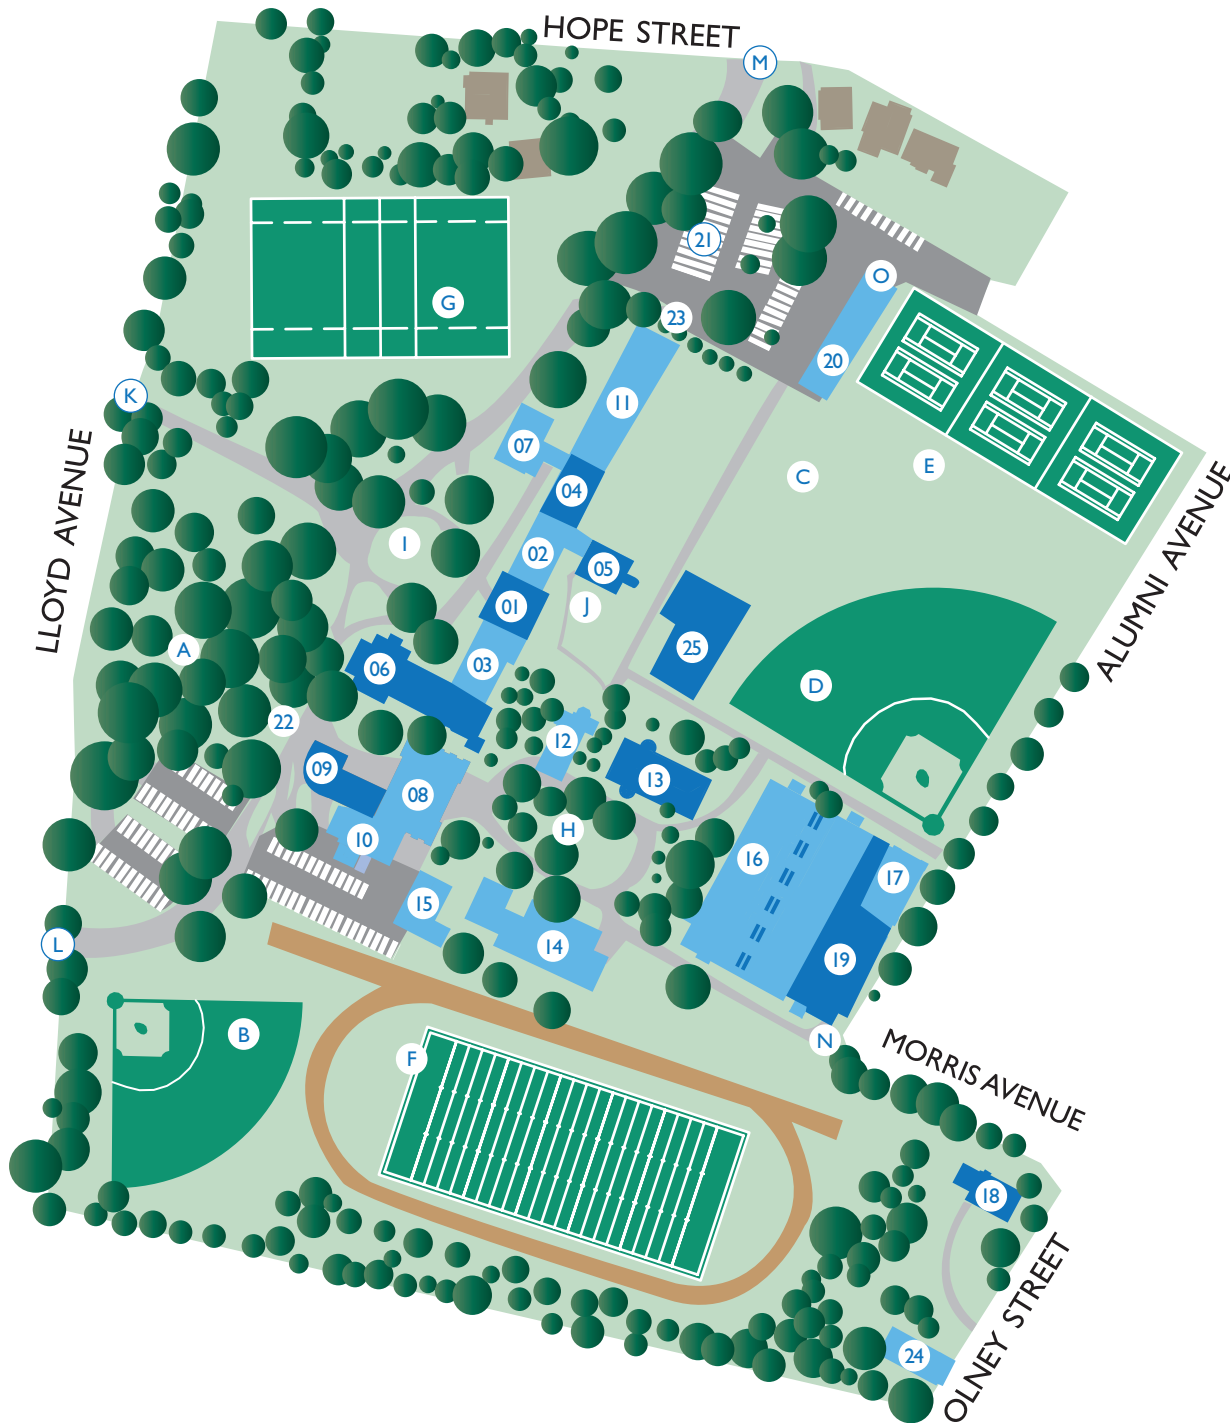 HOPE STREET
M
21
O
G
23
20
K
11
07
E
C
04
LLOYD AVENUE
I
02
05
ALUMNI AVENUE
01
J
A
25
03
06
D
22
12
09
13
08
H
10
16
17
15
L
14
19
B
N
F
MORRIS AVENUE
18
OLNEY STREET
24